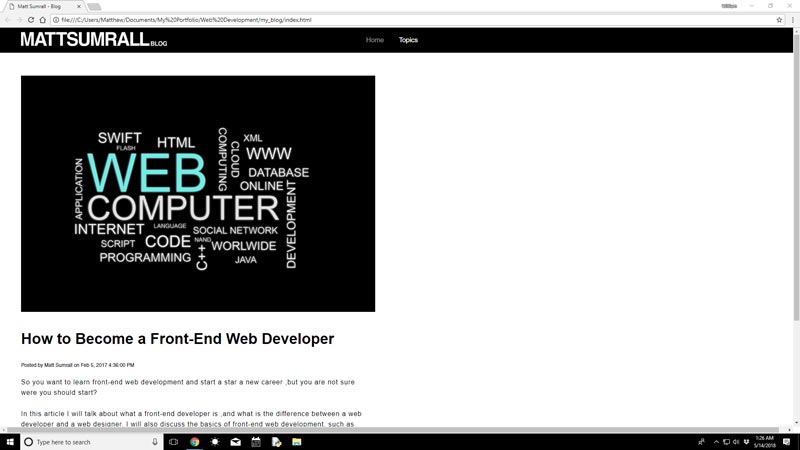 Matt Sumrall - Blog
file:///C:/Users/Matthew/Documents/My%20Portfolio/Web%20Development/my_blog/index.html
MATTSUMRALL BLOG
Home Topics
SWIFT
FLASH
HTML
COMPUTING
CLOUD
XML
WWW
APPLICATION
WEB
DATABASE
ONLINE
COMPUTER
DEVELOPMENT
INTERNET
LANGUAGE
SOCIAL NETWORK
SCRIPT
CODE
NANO
WORLWIDE
PROGRAMMING
C++
JAVA
How to Become a Front-End Web Developer
Posted by Matt Sumrall on Feb 5, 2017 4:36:00 PM
So you want to learn front-end web development and start a star a new career ,but you are not sure
were you should start?
In this article I will talk about what a front-end developer is ,and what is the difference between a web
developer and a web designer. I will also discuss the basics of front-end web development, such as
Type here to search
1:26 AM
5/14/2018